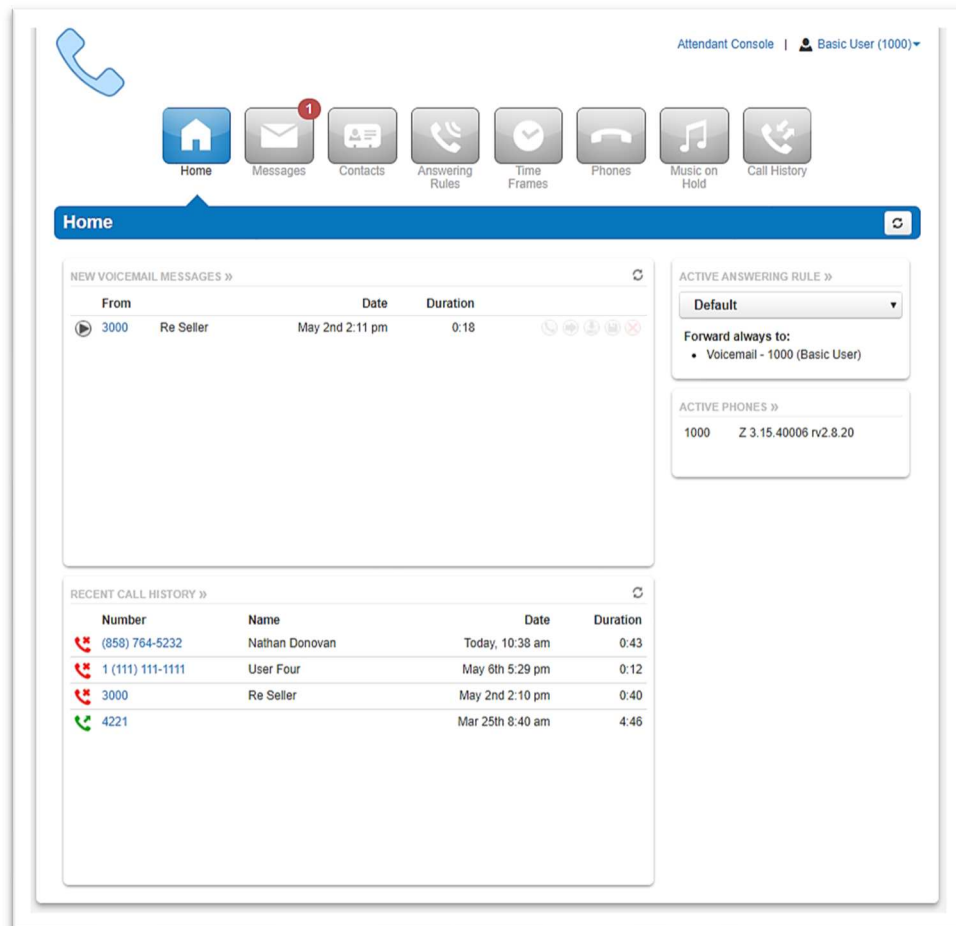 Attendant Console | Basic User (1000)
1
Home Messages Contacts Answering Rules Time Frames Phones Music on Hold Call History
Home
NEW VOICEMAIL MESSAGES »
From Date Duration
3000 Re Seller May 2nd 2:11 pm 0:18
ACTIVE ANSWERING RULE »
Default
Forward always to:
• Voicemail - 1000 (Basic User)
ACTIVE PHONES »
1000 Z 3.15.40006 rv2.8.20
RECENT CALL HISTORY »
Number Name Date Duration
(858) 764-5232 Nathan Donovan Today, 10:38 am 0:43
1 (111) 111-1111 User Four May 6th 5:29 pm 0:12
3000 Re Seller May 2nd 2:10 pm 0:40
4221 Mar 25th 8:40 am 4:46